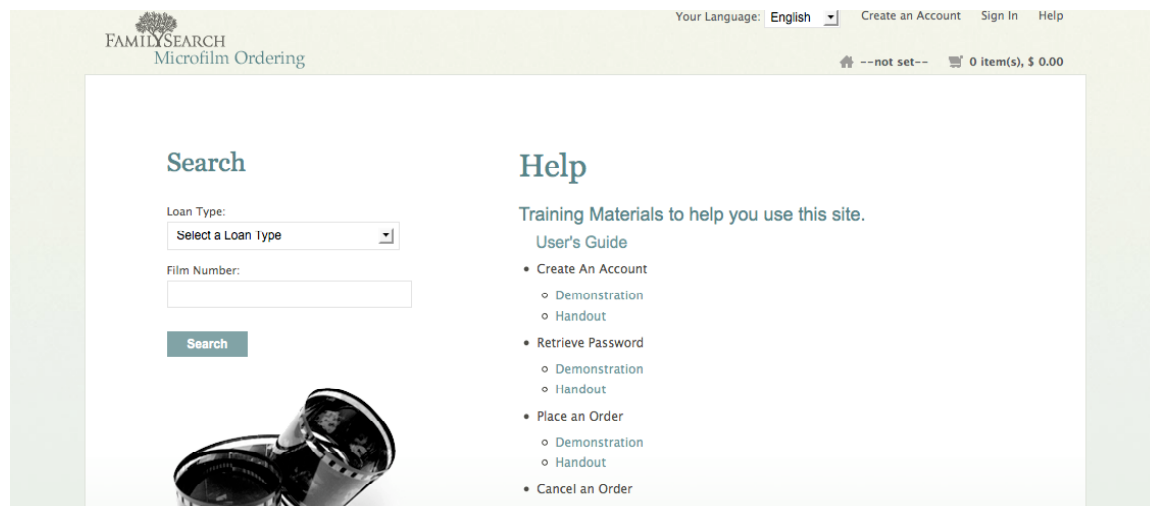 Your Language: English Create an Account Sign In Help
FAMILYSEARCH
Microfilm Ordering
--not set-- 0 item(s), $ 0.00
Search
Loan Type:
Select a Loan Type
Film Number:
Search
Help
Training Materials to help you use this site.
User's Guide
• Create An Account
Demonstration
Handout
• Retrieve Password
Demonstration
Handout
• Place an Order
Demonstration
Handout
• Cancel an Order